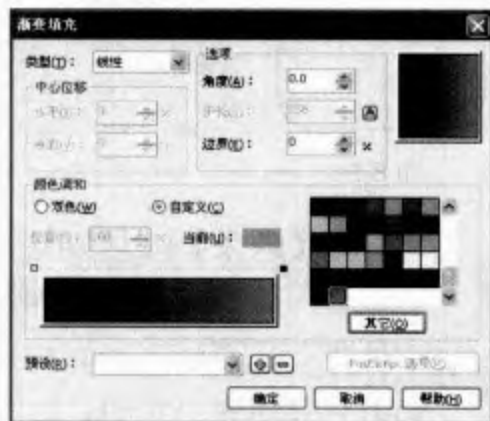 渐变填充
类型(T): 线性
选项
角度(A): 0.0
中心位移
边界(E): 0 %
颜色调和
双色(W) 自定义(C)
当前(U):
其它(O)
预设(R):
确定 取消 帮助(H)